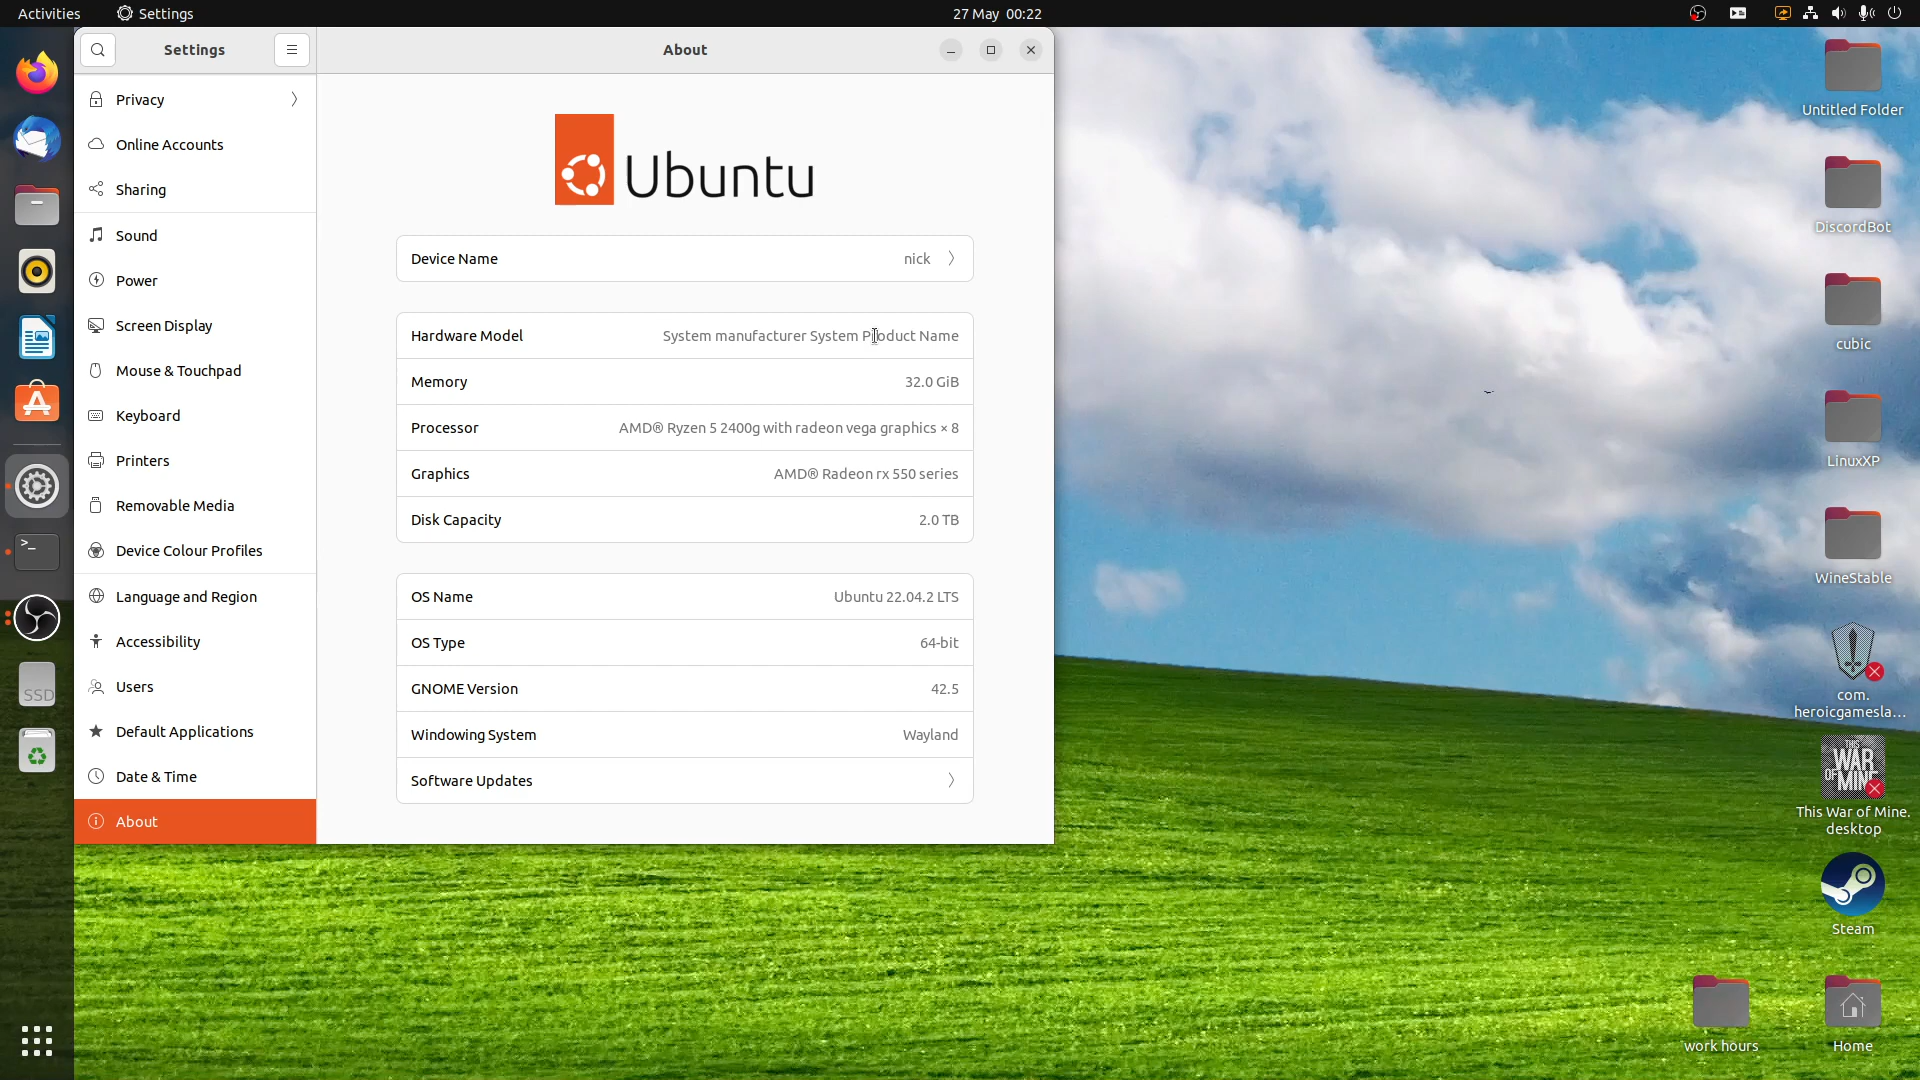 Activities
Settings
27 May 00:22
Settings
About
Privacy
Online Accounts
Sharing
Sound
Power
Screen Display
Mouse & Touchpad
Keyboard
Printers
Removable Media
Device Colour Profiles
Language and Region
Accessibility
Users
Default Applications
Date & Time
About
Ubuntu
Device Name
nick
Hardware Model
System manufacturer System Product Name
Memory
32.0 GiB
Processor
AMD® Ryzen 5 2400g with radeon vega graphics × 8
Graphics
AMD® Radeon rx 550 series
Disk Capacity
2.0 TB
OS Name
Ubuntu 22.04.2 LTS
OS Type
64-bit
GNOME Version
42.5
Windowing System
Wayland
Software Updates
SSD
Untitled Folder
DiscordBot
cubic
LinuxXP
WineStable
com.
heroicgamesla...
THIS
WAR
OF MINE
This War of Mine.
desktop
Steam
work hours
Home